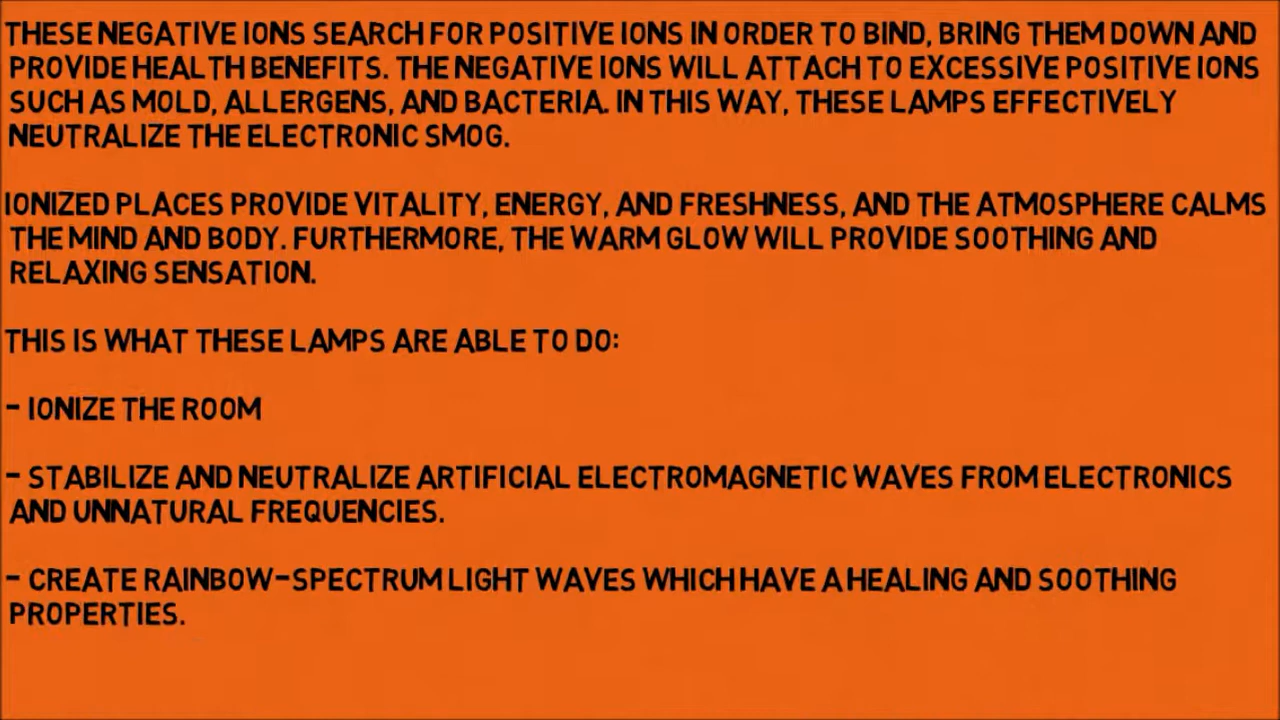 THESE NEGATIVE IONS SEARCH FOR POSITIVE IONS IN ORDER TO BIND, BRING THEM DOWN AND
PROVIDE HEALTH BENEFITS. THE NEGATIVE IONS WILL ATTACH TO EXCESSIVE POSITIVE IONS
SUCH AS MOLD, ALLERGENS, AND BACTERIA. IN THIS WAY, THESE LAMPS EFFECTIVELY
NEUTRALIZE THE ELECTRONIC SMOG.
IONIZED PLACES PROVIDE VITALITY, ENERGY, AND FRESHNESS, AND THE ATMOSPHERE CALMS
THE MIND AND BODY. FURTHERMORE, THE WARM GLOW WILL PROVIDE SOOTHING AND
RELAXING SENSATION.
THIS IS WHAT THESE LAMPS ARE ABLE TO DO:
- IONIZE THE ROOM
- STABILIZE AND NEUTRALIZE ARTIFICIAL ELECTROMAGNETIC WAVES FROM ELECTRONICS
AND UNNATURAL FREQUENCIES.
- CREATE RAINBOW-SPECTRUM LIGHT WAVES WHICH HAVE A HEALING AND SOOTHING
PROPERTIES.